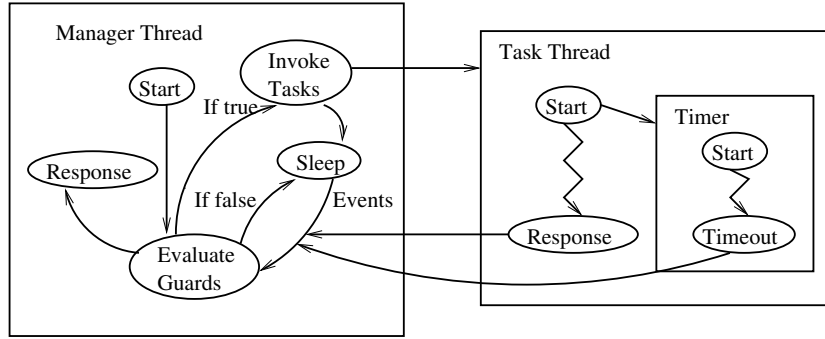 Manager Thread
Start
Invoke
Tasks
If true
Response
Sleep
If false
Events
Evaluate
Guards
Task Thread
Start
Timer
Start
Response
Timeout